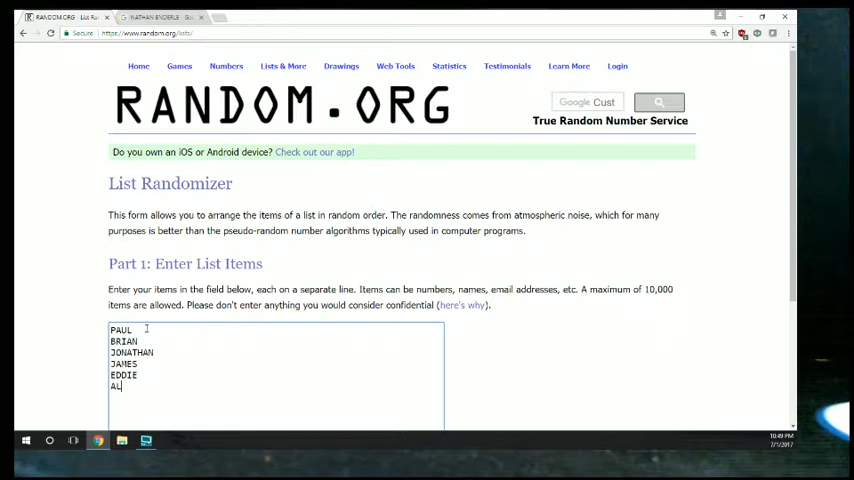 RANDOM.ORG - List Ra
NATHAN ENDERLE - Go
Secure
https://www.random.org/lists/
Home Games Numbers Lists & More Drawings Web Tools Statistics Testimonials Learn More Login
RANDOM.ORG
Google Cust
True Random Number Service
Do you own an iOS or Android device? Check out our app!
List Randomizer
This form allows you to arrange the items of a list in random order. The randomness comes from atmospheric noise, which for many
purposes is better than the pseudo-random number algorithms typically used in computer programs.
Part 1: Enter List Items
Enter your items in the field below, each on a separate line. Items can be numbers, names, email addresses, etc. A maximum of 10,000
items are allowed. Please don't enter anything you would consider confidential (here's why).
PAUL
BRIAN
JONATHAN
JAMES
EDDIE
AL
10:49 PM
7/1/2017